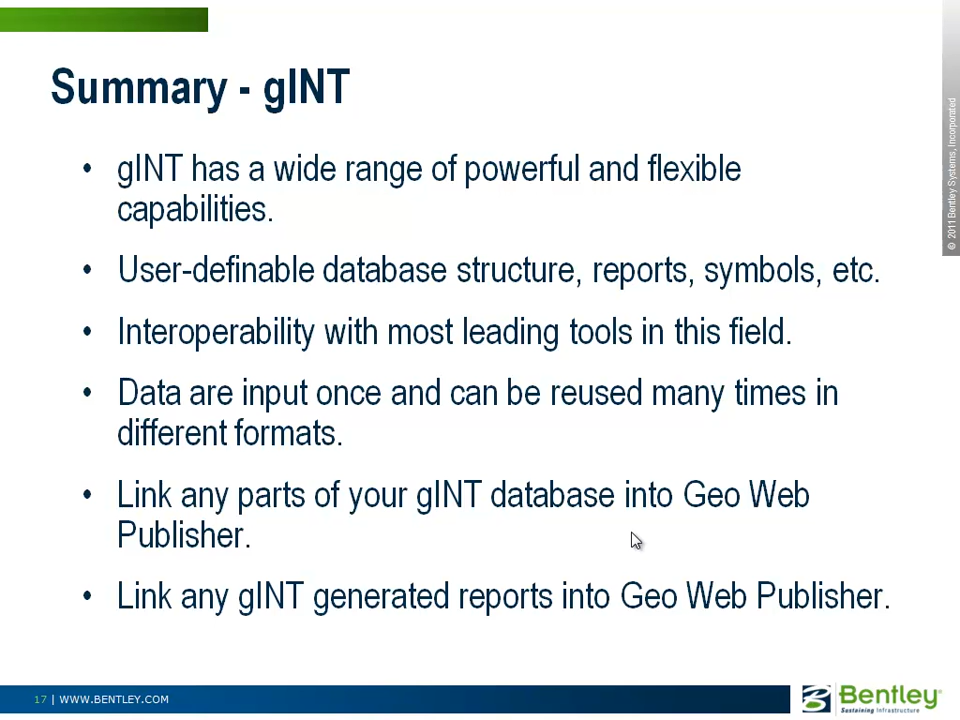 Summary - gINT
• gINT has a wide range of powerful and flexible
capabilities.
• User-definable database structure, reports, symbols, etc.
• Interoperability with most leading tools in this field.
• Data are input once and can be reused many times in
different formats.
• Link any parts of your gINT database into Geo Web
Publisher.
• Link any gINT generated reports into Geo Web Publisher.
© 2011 Bentley Systems, Incorporated
17 | WWW.BENTLEY.COM
Bentley®
Sustaining Infrastructure